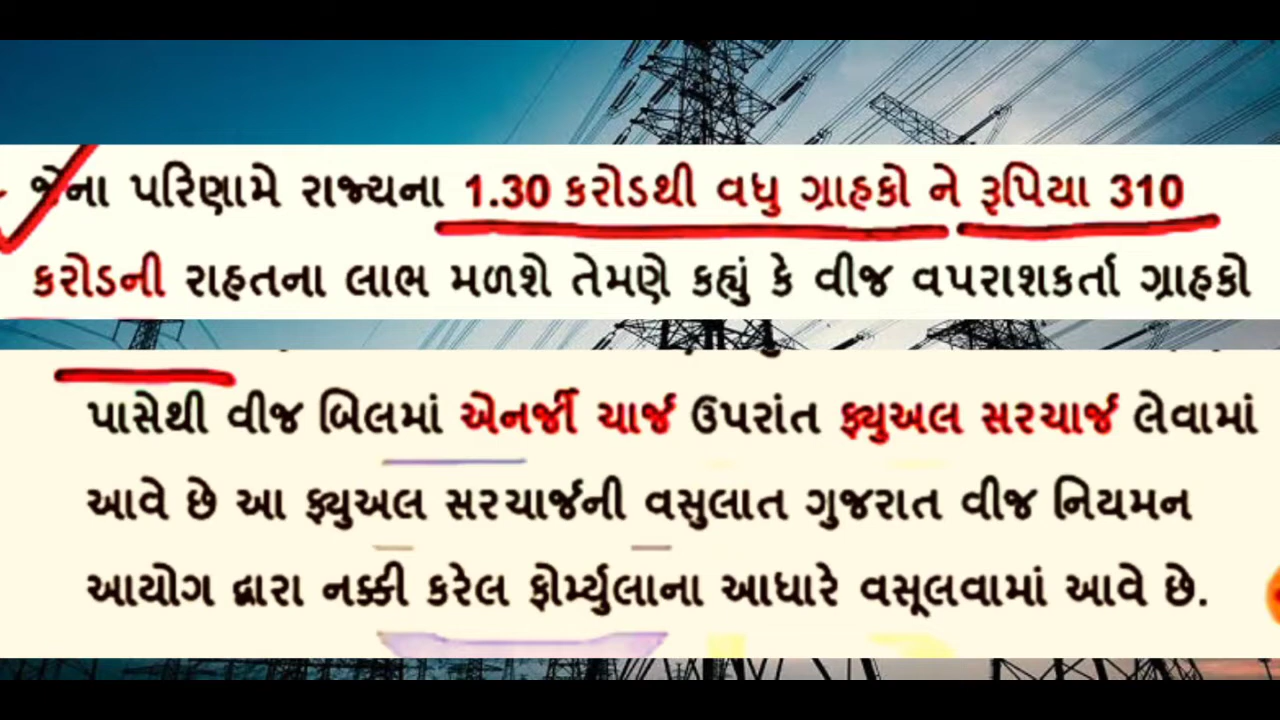 જેના પરિણામે રાજ્યના 1.30 કરોડથી વધુ ગ્રાહકો ને રૂપિયા 310
કરોડની રાહતના લાભ મળશે તેમણે કહ્યું કે વીજ વપરાશકર્તા ગ્રાહકો
પાસેથી વીજ બિલમાં એનર્જી ચાર્જ ઉપરાંત ફ્યુઅલ સરચાર્જ લેવામાં
આવે છે આ ફ્યુઅલ સરચાર્જની વસુલાત ગુજરાત વીજ નિયમન
આયોગ દ્વારા નક્કી કરેલ ફોર્મ્યુલાના આધારે વસૂલવામાં આવે છે.